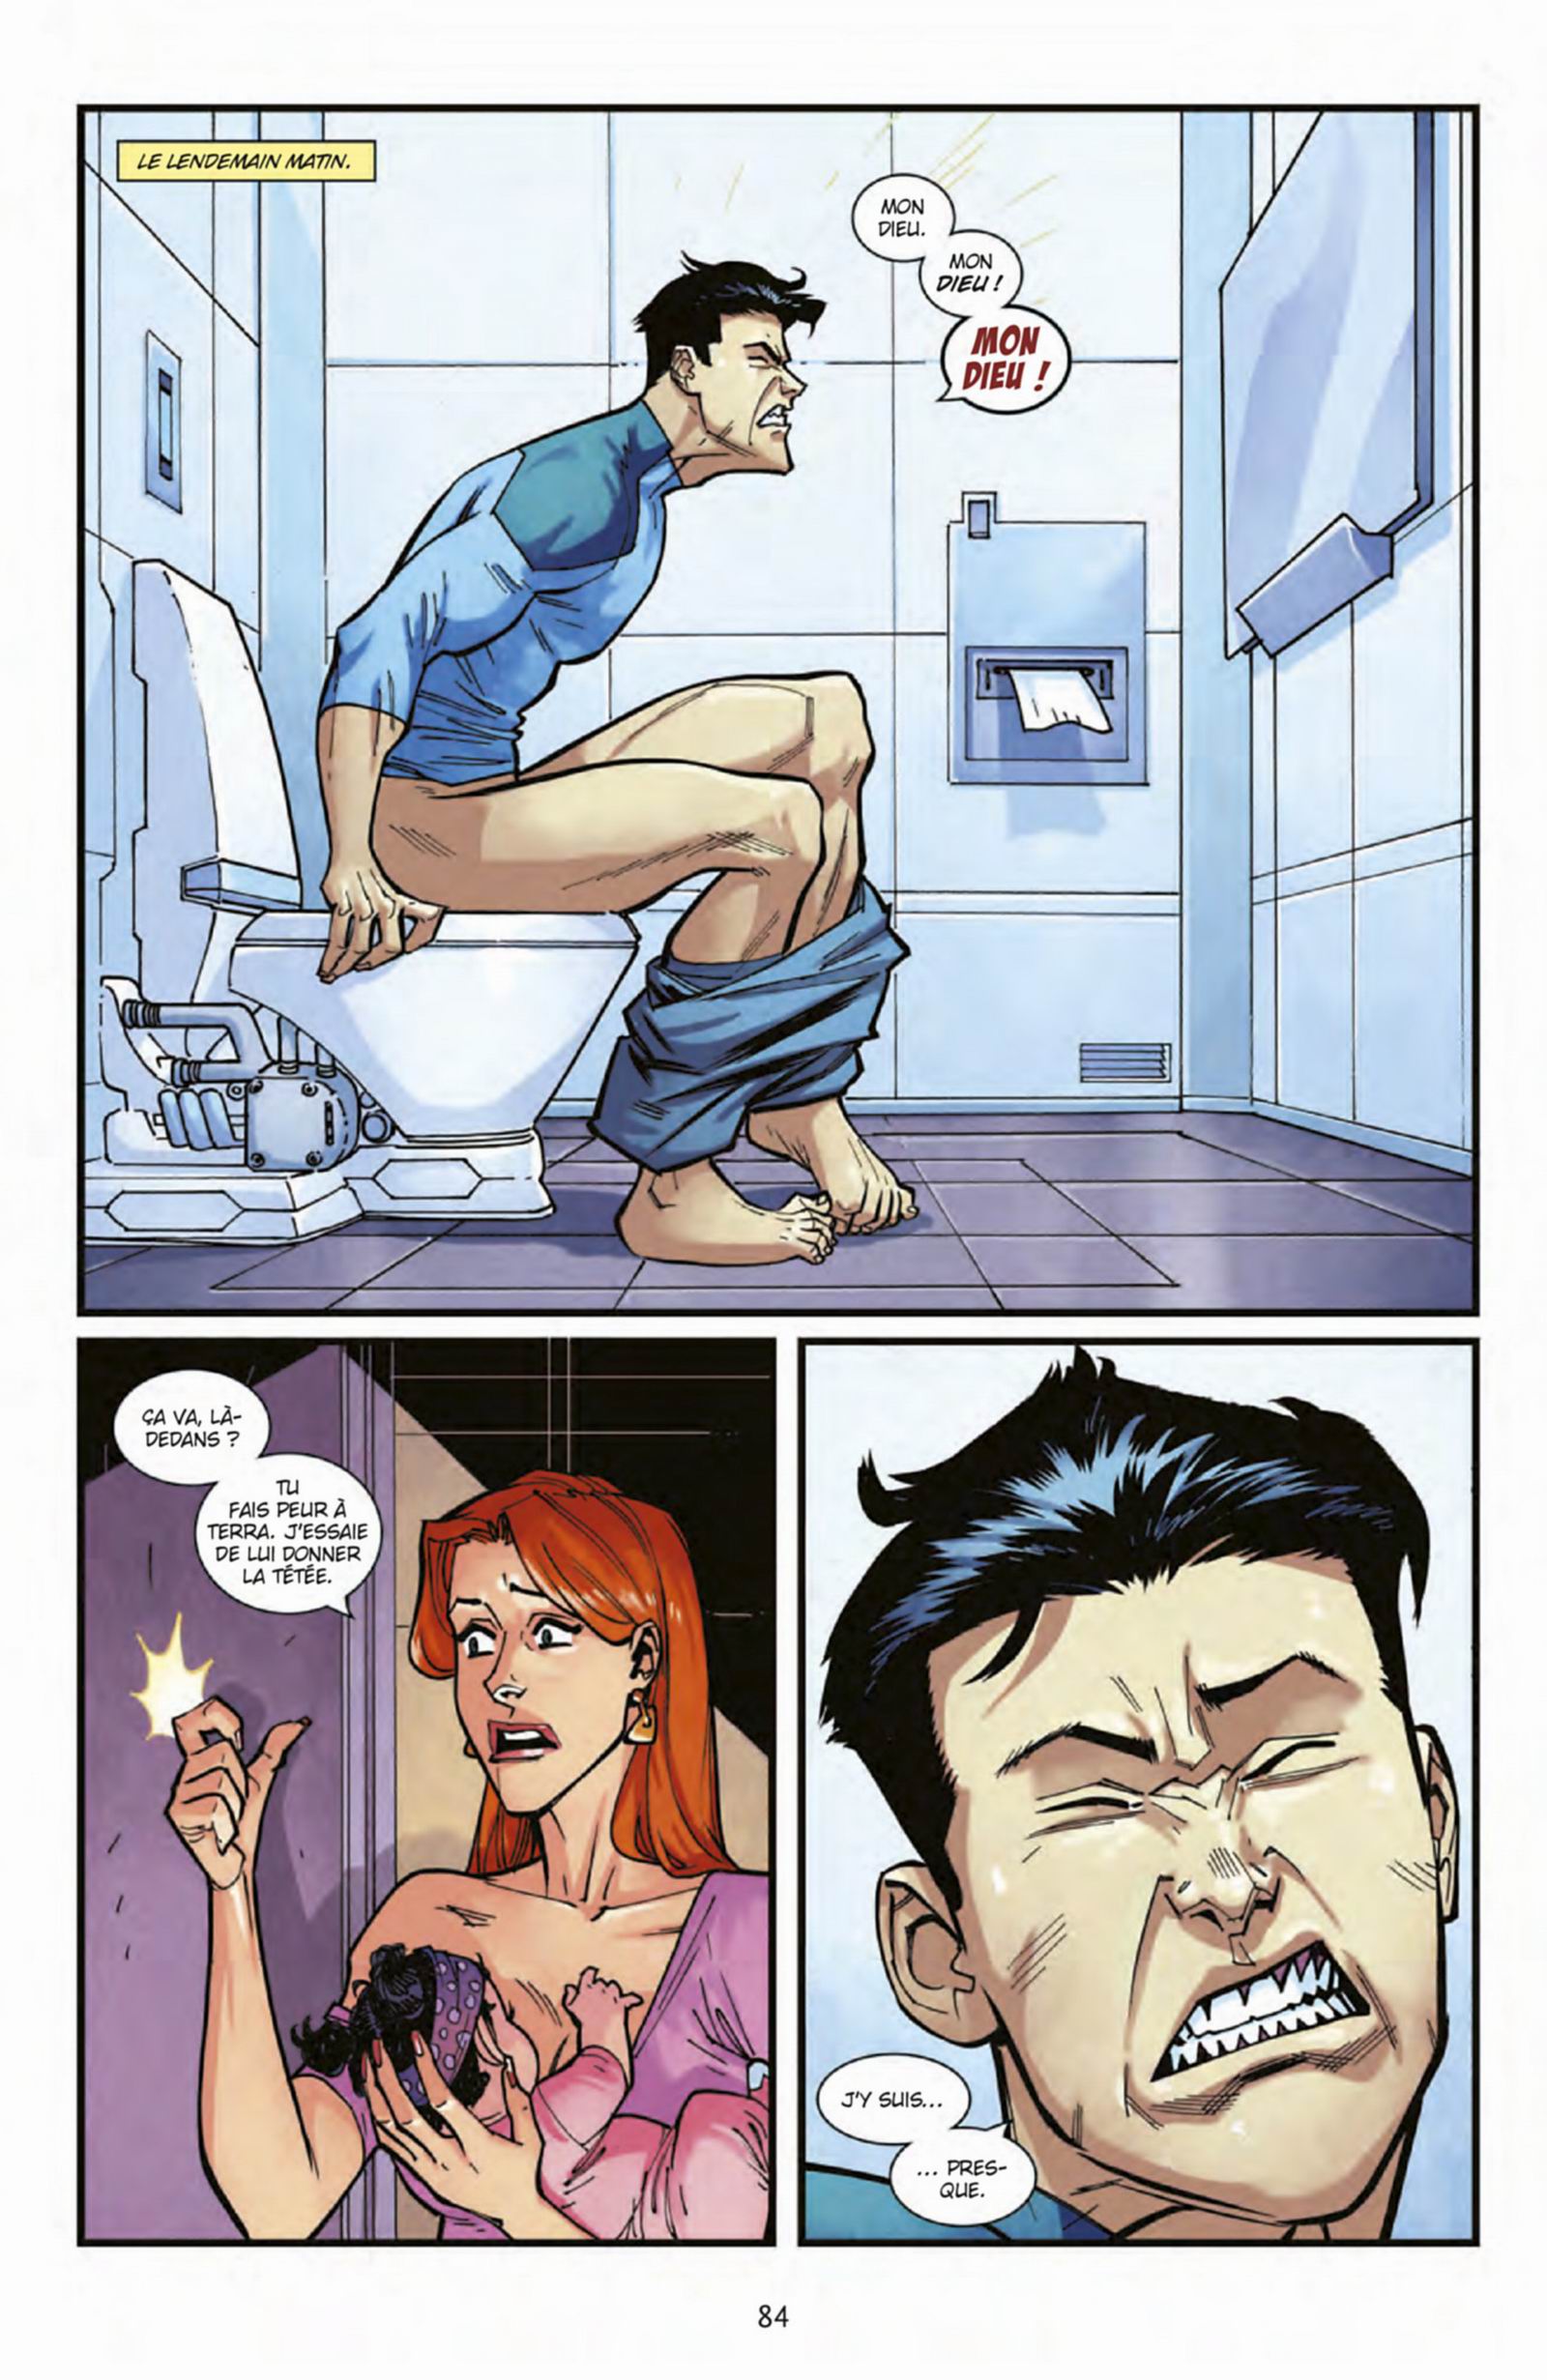 LE LENDEMAIN MATIN.
MON
DIEU.
MON
DIEU !
MON
DIEU !
ÇA VA, LÀ-
DEDANS ?
TU
FAIS PEUR À
TERRA. J'ESSAIE
DE LUI DONNER
LA TÉTÉE.
J'Y SUIS...
... PRES-
QUE.
84